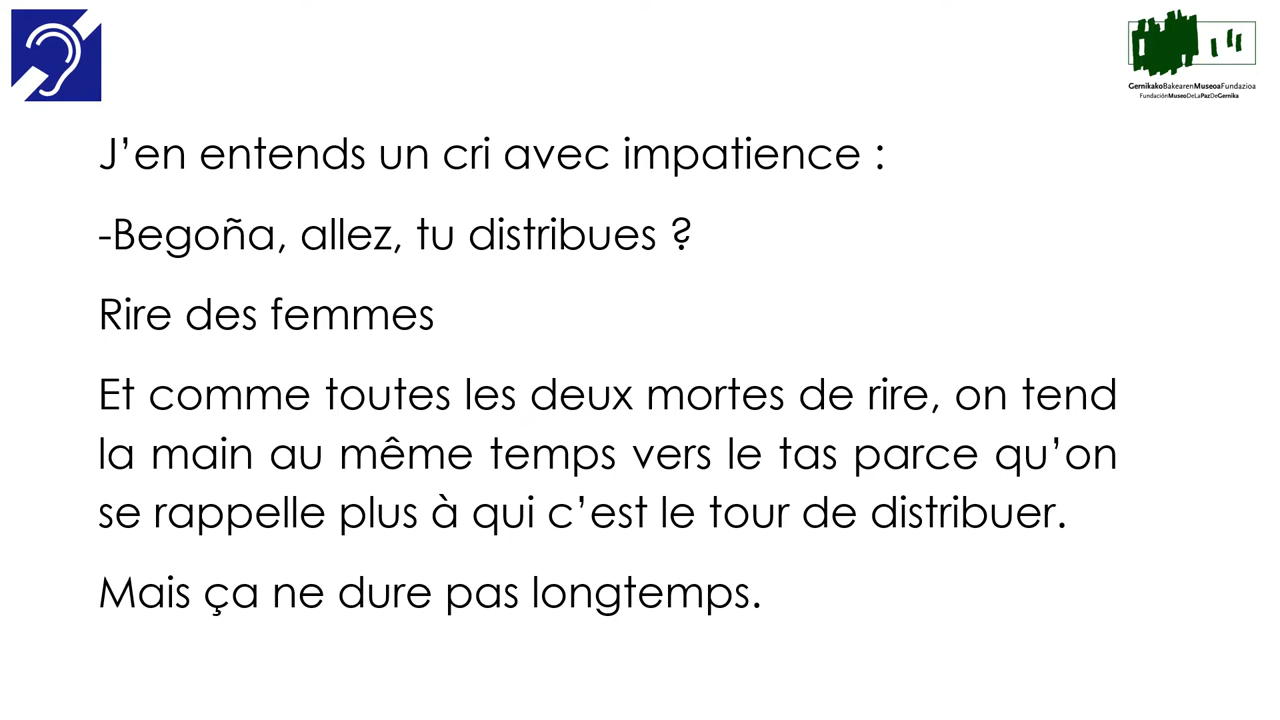 GernikakoBakearenMuseoaFundazioa
FundaciónMuseoDeLaPazDeGernika
J’en entends un cri avec impatience :
-Begoña, allez, tu distribues ?
Rire des femmes
Et comme toutes les deux mortes de rire, on tend
la main au même temps vers le tas parce qu’on
se rappelle plus à qui c’est le tour de distribuer.
Mais ça ne dure pas longtemps.